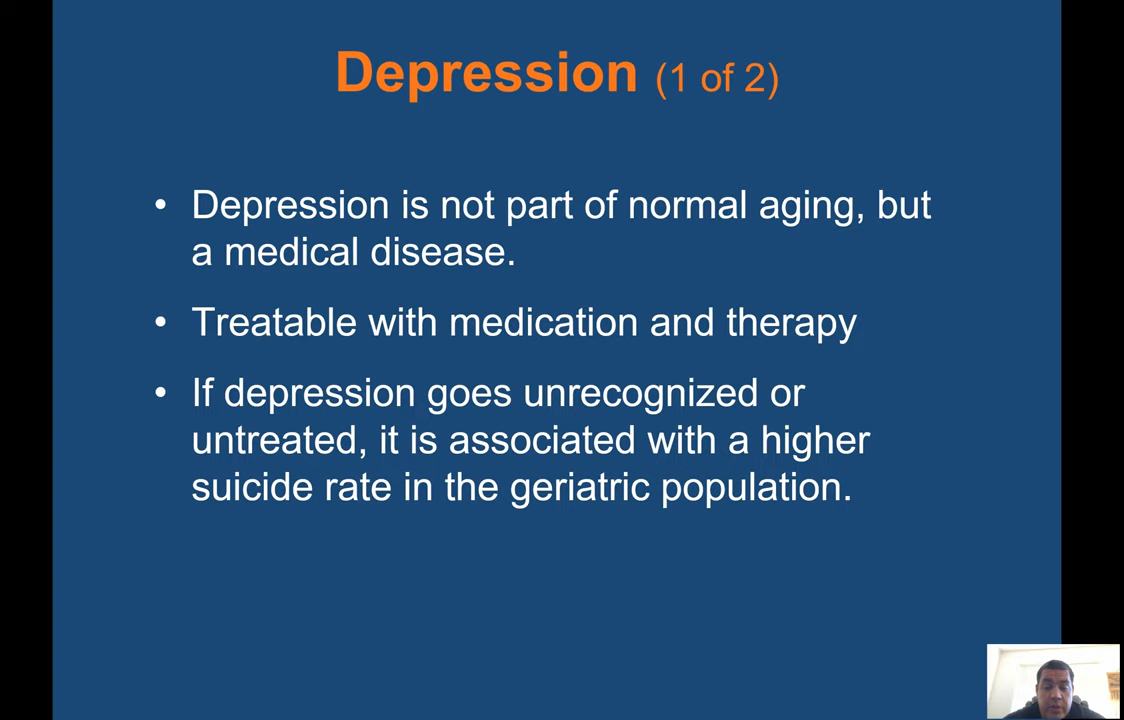 Depression (1 of 2)
• Depression is not part of normal aging, but
a medical disease.
• Treatable with medication and therapy
• If depression goes unrecognized or
untreated, it is associated with a higher
suicide rate in the geriatric population.